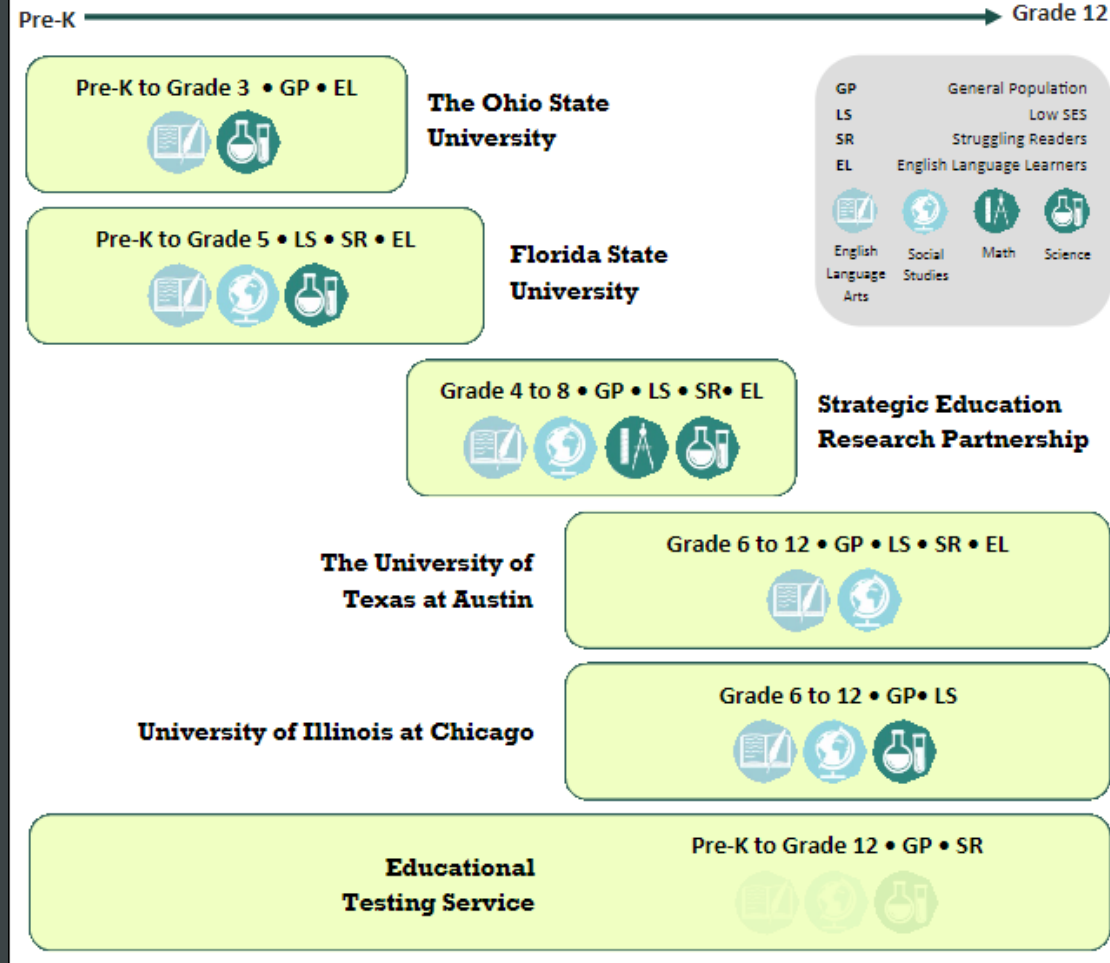 Pre-K
Grade 12
Pre-K to Grade 3 • GP • EL
The Ohio State
University
GP General Population
LS Low SES
SR Struggling Readers
EL English Language Learners
English
Language
Arts
Social
Studies
Math
Science
Pre-K to Grade 5 • LS • SR • EL
Florida State
University
Grade 4 to 8 • GP • LS • SR• EL
Strategic Education
Research Partnership
The University of
Texas at Austin
Grade 6 to 12 • GP • LS • SR • EL
University of Illinois at Chicago
Grade 6 to 12 • GP• LS
Educational
Testing Service
Pre-K to Grade 12 • GP • SR